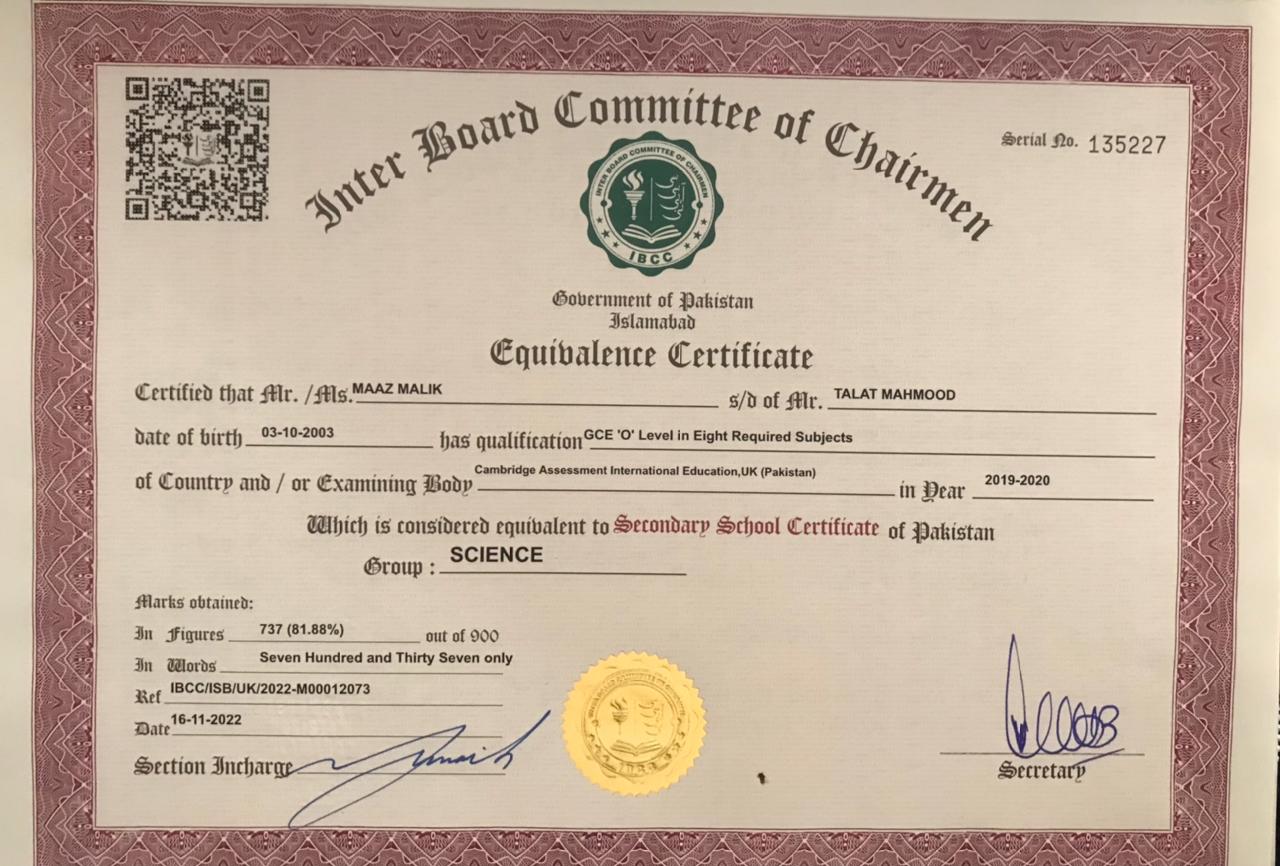 Inter Board Committee of Chairmen
Serial No. 135227
INTER BOARD COMMITTEE OF CHAIRMEN
IBCC
Government of Pakistan
Islamabad
Equivalence Certificate
Certified that Mr. /Ms. MAAZ MALIK s/d of Mr. TALAT MAHMOOD
date of birth 03-10-2003 has qualification GCE 'O' Level in Eight Required Subjects
of Country and / or Examining Body Cambridge Assessment International Education,UK (Pakistan) in Year 2019-2020
Which is considered equivalent to Secondary School Certificate of Pakistan
Group : SCIENCE
Marks obtained:
In Figures 737 (81.88%) out of 900
In Words Seven Hundred and Thirty Seven only
Ref IBCC/ISB/UK/2022-M00012073
Date 16-11-2022
Section Incharge
Secretary